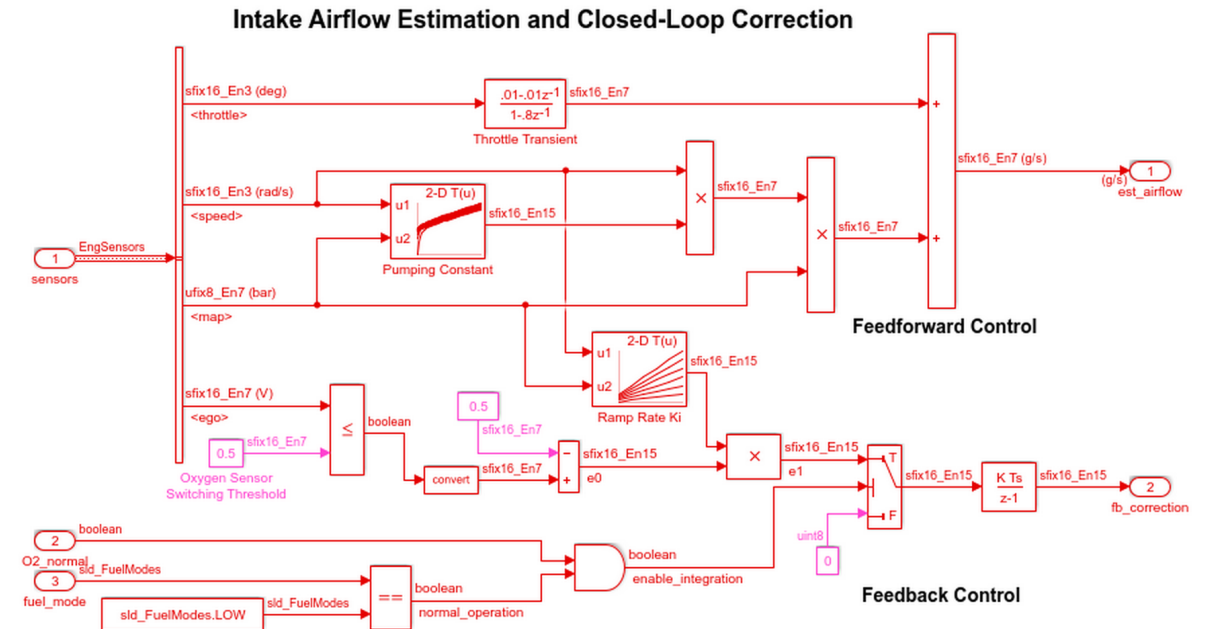 Intake Airflow Estimation and Closed-Loop Correction
sfix16_En3 (deg)
<throttle>
.01-.01z-1
1-.8z-1
Throttle Transient
sfix16_En7
+
sfix16_En3 (rad/s)
<speed>
2-D T(u)
u1
u2
Pumping Constant
sfix16_En15
×
sfix16_En7
×
sfix16_En7
+
sfix16_En7 (g/s)
(g/s)
1
est_airflow
1
sensors
EngSensors
ufix8_En7 (bar)
<map>
Feedforward Control
2-D T(u)
u1
u2
Ramp Rate Ki
sfix16_En15
sfix16_En7 (V)
<ego>
0.5
sfix16_En7
Oxygen Sensor
Switching Threshold
≤
boolean
convert
sfix16_En7
0.5
sfix16_En7
−
+
sfix16_En15
e0
×
sfix16_En15
e1
T
F
sfix16_En15
K Ts
z-1
sfix16_En15
2
fb_correction
uint8
0
2
O2_normal
boolean
3
fuel_mode
sld_FuelModes
sld_FuelModes.LOW
sld_FuelModes
==
boolean
normal_operation
boolean
enable_integration
Feedback Control